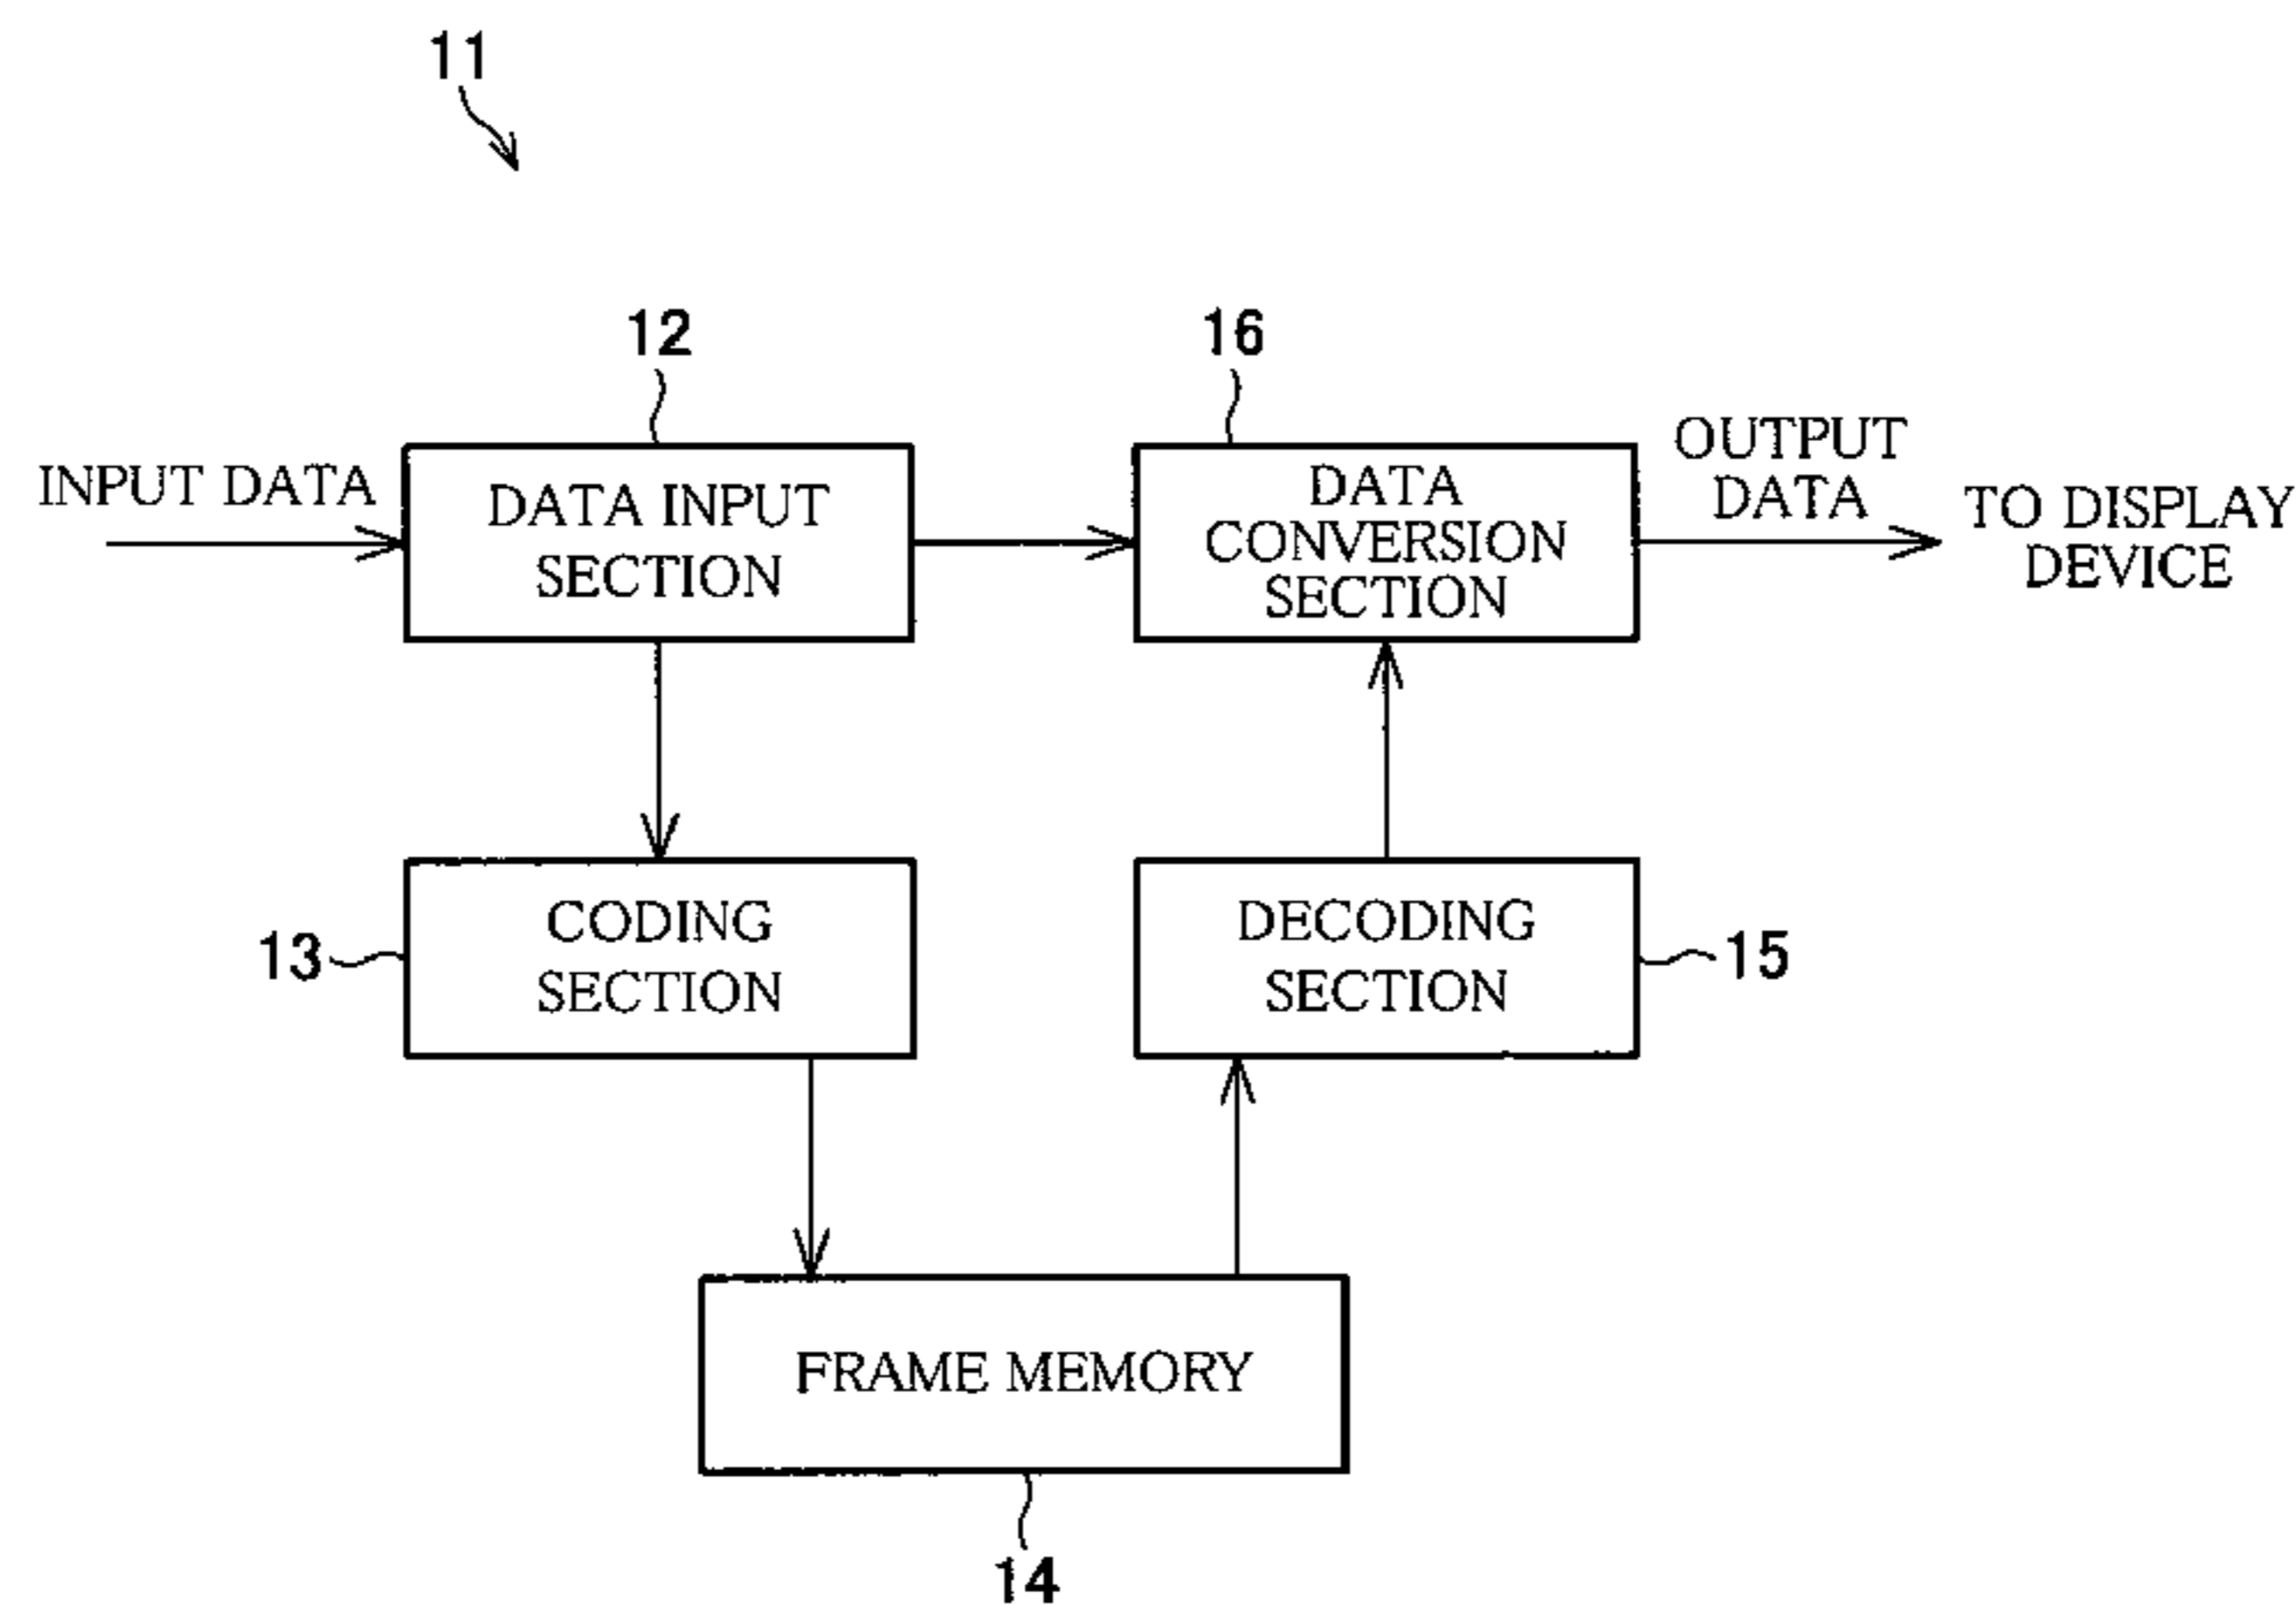 11
12
16
INPUT DATA
DATA INPUT
SECTION
DATA
CONVERSION
SECTION
OUTPUT
DATA
TO DISPLAY
DEVICE
13
CODING
SECTION
DECODING
SECTION
15
FRAME MEMORY
14